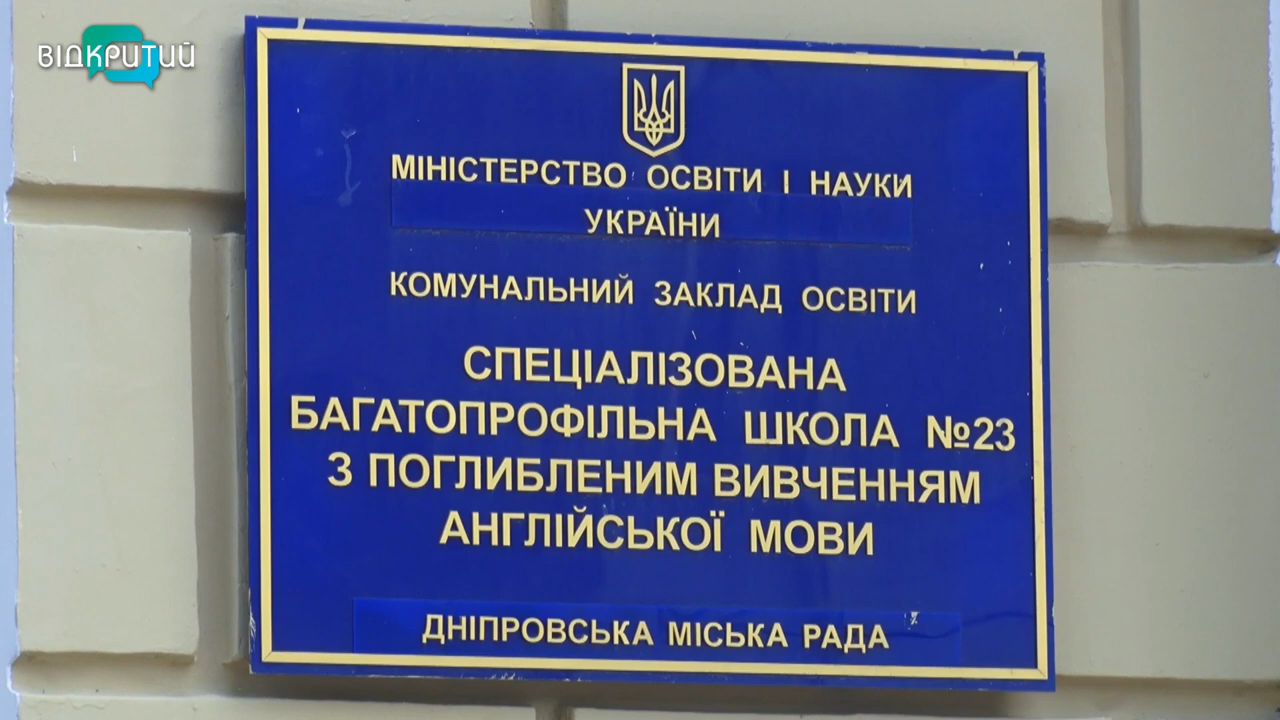 ВІДКРИТИЙ
МІНІСТЕРСТВО ОСВІТИ І НАУКИ
УКРАЇНИ
КОМУНАЛЬНИЙ ЗАКЛАД ОСВІТИ
СПЕЦІАЛІЗОВАНА
БАГАТОПРОФІЛЬНА ШКОЛА №23
З ПОГЛИБЛЕНИМ ВИВЧЕННЯМ
АНГЛІЙСЬКОЇ МОВИ
ДНІПРОВСЬКА МІСЬКА РАДА